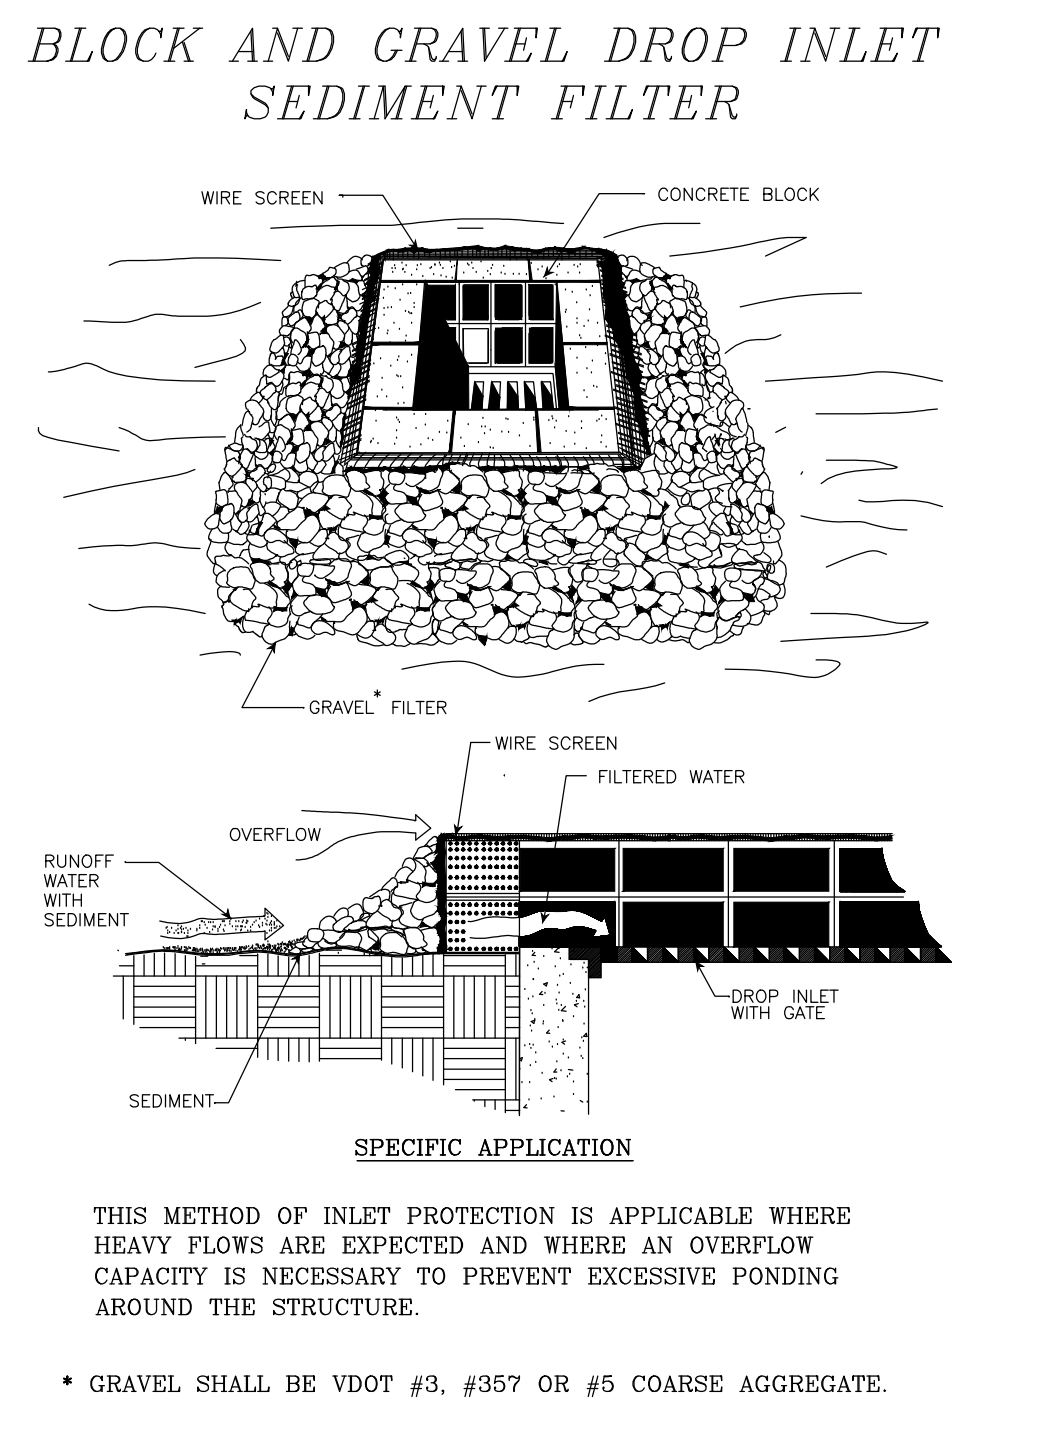 BLOCK AND GRAVEL DROP INLET
SEDIMENT FILTER
WIRE SCREEN
CONCRETE BLOCK
GRAVEL* FILTER
WIRE SCREEN
FILTERED WATER
OVERFLOW
RUNOFF
WATER
WITH
SEDIMENT
DROP INLET
WITH GATE
SEDIMENT
SPECIFIC APPLICATION
THIS METHOD OF INLET PROTECTION IS APPLICABLE WHERE
HEAVY FLOWS ARE EXPECTED AND WHERE AN OVERFLOW
CAPACITY IS NECESSARY TO PREVENT EXCESSIVE PONDING
AROUND THE STRUCTURE.
* GRAVEL SHALL BE VDOT #3, #357 OR #5 COARSE AGGREGATE.